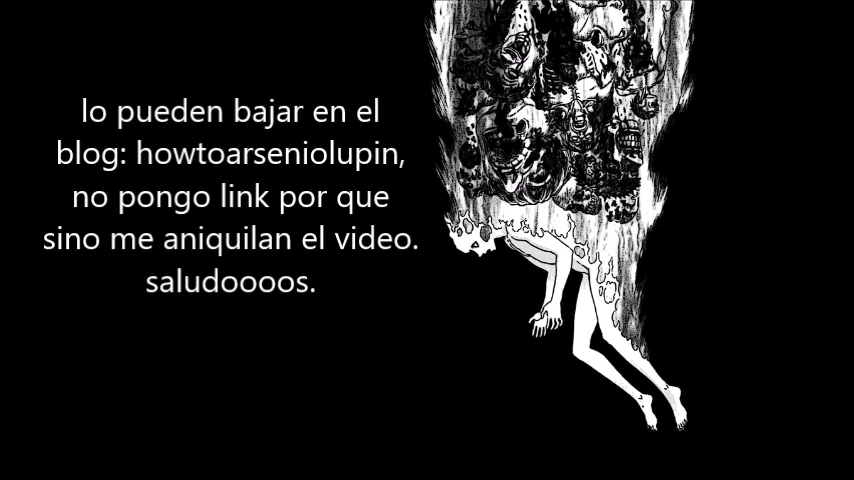 lo pueden bajar en el
blog: howtoarseniolupin,
no pongo link por que
sino me aniquilan el video.
saludoooos.